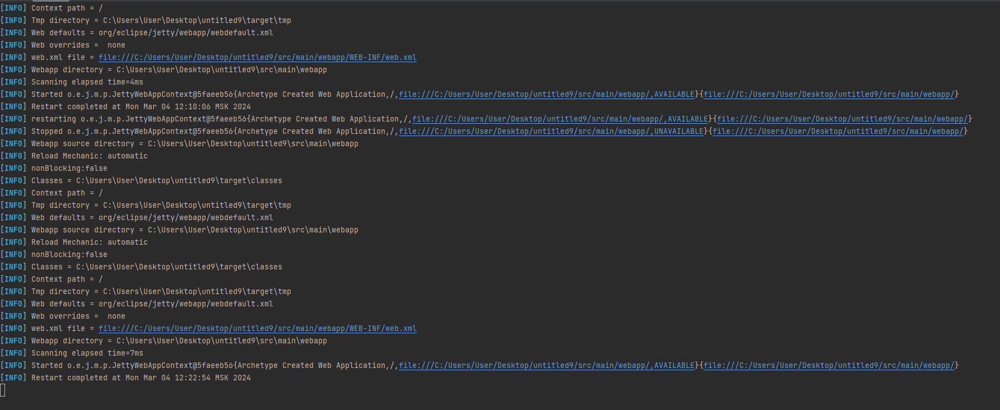 [INFO] Context path = /
[INFO] Tmp directory = C:\Users\User\Desktop\untitled9\target\tmp
[INFO] Web defaults = org/eclipse/jetty/webapp/webdefault.xml
[INFO] Web overrides =  none
[INFO] web.xml file = file:///C:/Users/User/Desktop/untitled9/src/main/webapp/WEB-INF/web.xml
[INFO] Webapp directory = C:\Users\User\Desktop\untitled9\src\main\webapp
[INFO] Scanning elapsed time=4ms
[INFO] Started o.e.j.m.p.JettyWebAppContext@5faeeb56{Archetype Created Web Application,/,file:///C:/Users/User/Desktop/untitled9/src/main/webapp/,AVAILABLE}{file:///C:/Users/User/Desktop/untitled9/src/main/webapp/}
[INFO] Restart completed at Mon Mar 04 12:10:06 MSK 2024
[INFO] restarting o.e.j.m.p.JettyWebAppContext@5faeeb56{Archetype Created Web Application,/,file:///C:/Users/User/Desktop/untitled9/src/main/webapp/,AVAILABLE}{file:///C:/Users/User/Desktop/untitled9/src/main/webapp/}
[INFO] Stopped o.e.j.m.p.JettyWebAppContext@5faeeb56{Archetype Created Web Application,/,file:///C:/Users/User/Desktop/untitled9/src/main/webapp/,UNAVAILABLE}{file:///C:/Users/User/Desktop/untitled9/src/main/webapp/}
[INFO] Webapp source directory = C:\Users\User\Desktop\untitled9\src\main\webapp
[INFO] Reload Mechanic: automatic
[INFO] nonBlocking:false
[INFO] Classes = C:\Users\User\Desktop\untitled9\target\classes
[INFO] Context path = /
[INFO] Tmp directory = C:\Users\User\Desktop\untitled9\target\tmp
[INFO] Web defaults = org/eclipse/jetty/webapp/webdefault.xml
[INFO] Webapp source directory = C:\Users\User\Desktop\untitled9\src\main\webapp
[INFO] Reload Mechanic: automatic
[INFO] nonBlocking:false
[INFO] Classes = C:\Users\User\Desktop\untitled9\target\classes
[INFO] Context path = /
[INFO] Tmp directory = C:\Users\User\Desktop\untitled9\target\tmp
[INFO] Web defaults = org/eclipse/jetty/webapp/webdefault.xml
[INFO] Web overrides =  none
[INFO] web.xml file = file:///C:/Users/User/Desktop/untitled9/src/main/webapp/WEB-INF/web.xml
[INFO] Webapp directory = C:\Users\User\Desktop\untitled9\src\main\webapp
[INFO] Scanning elapsed time=7ms
[INFO] Started o.e.j.m.p.JettyWebAppContext@5faeeb56{Archetype Created Web Application,/,file:///C:/Users/User/Desktop/untitled9/src/main/webapp/,AVAILABLE}{file:///C:/Users/User/Desktop/untitled9/src/main/webapp/}
[INFO] Restart completed at Mon Mar 04 12:22:54 MSK 2024